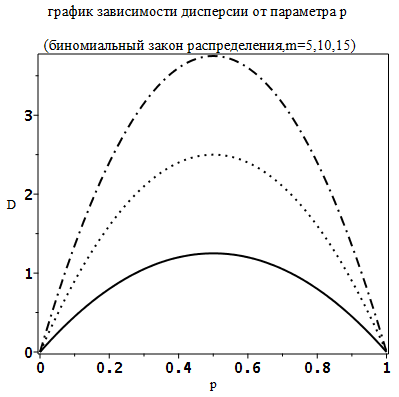 график зависимости дисперсии от параметра p
(биномиальный закон распределения,m=5,10,15)
3
2
D
1
0
0 0.2 0.4 0.6 0.8 1
p